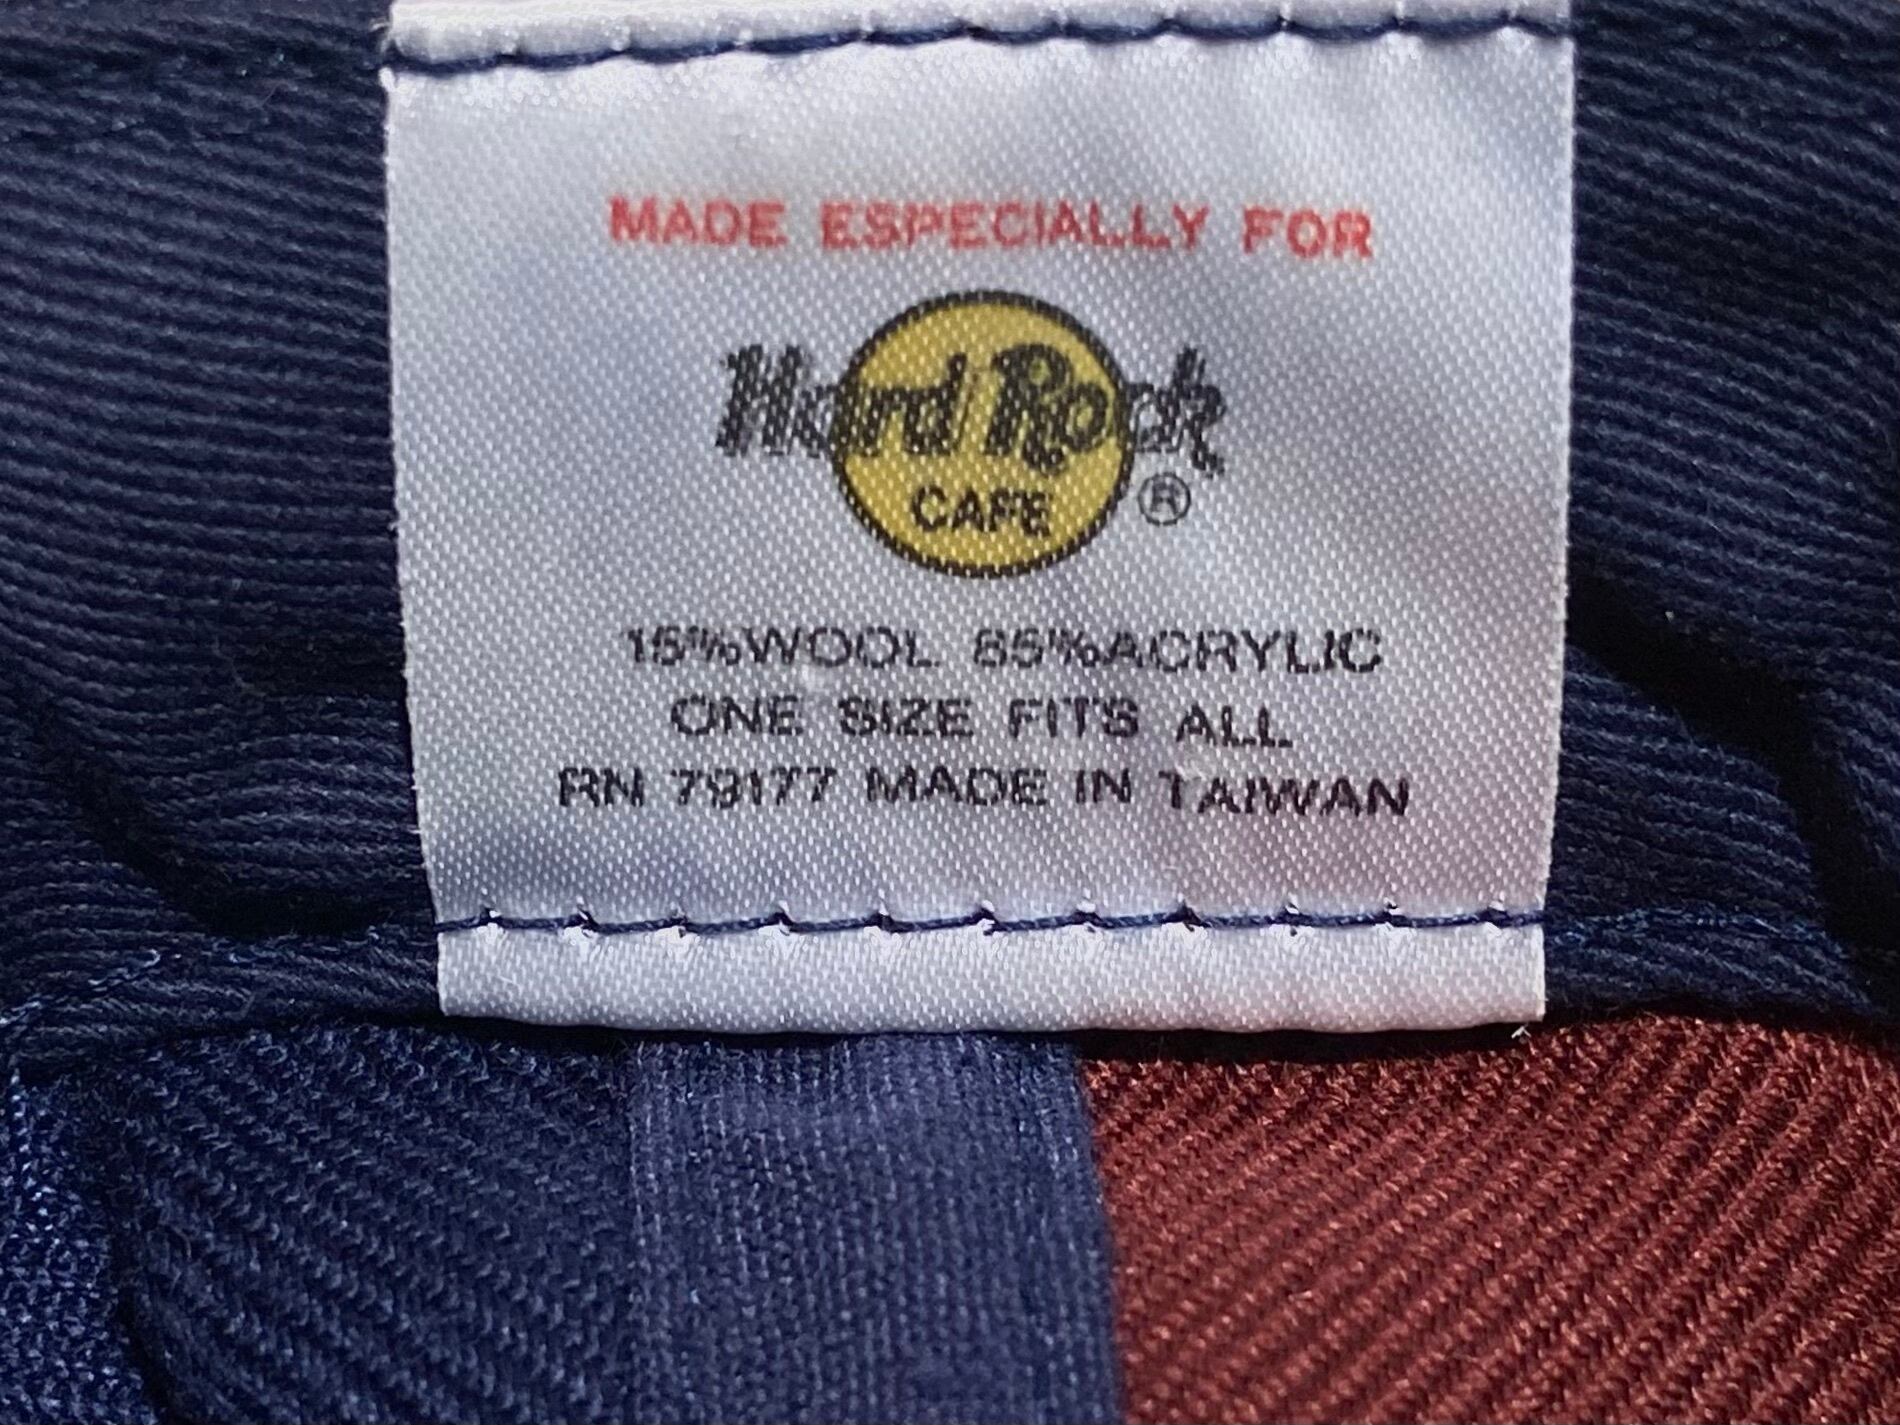 MADE ESPECIALLY FOR
Hard Rock
CAFE ®
15%WOOL 85%ACRYLIC
ONE SIZE FITS ALL
RN 79177 MADE IN TAIWAN